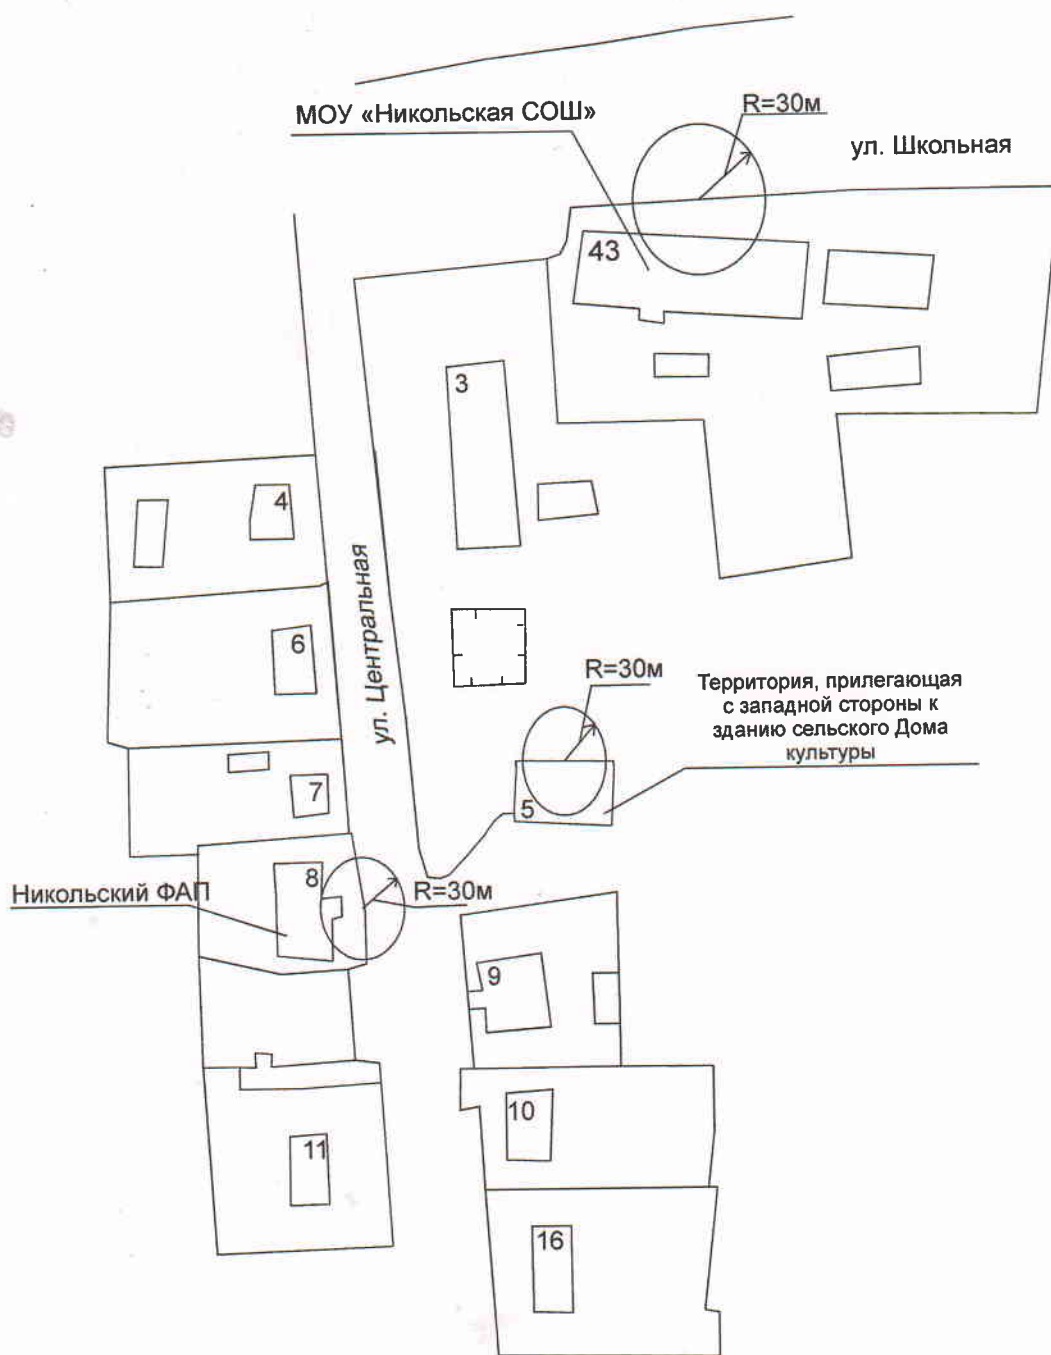 МОУ «Никольская СОШ»
R=30м
ул. Школьная
43
3
4
ул. Центральная
6
R=30м
Территория, прилегающая
с западной стороны к
зданию сельского Дома
культуры
7
5
8
Никольский ФАП
R=30м
9
10
11
16